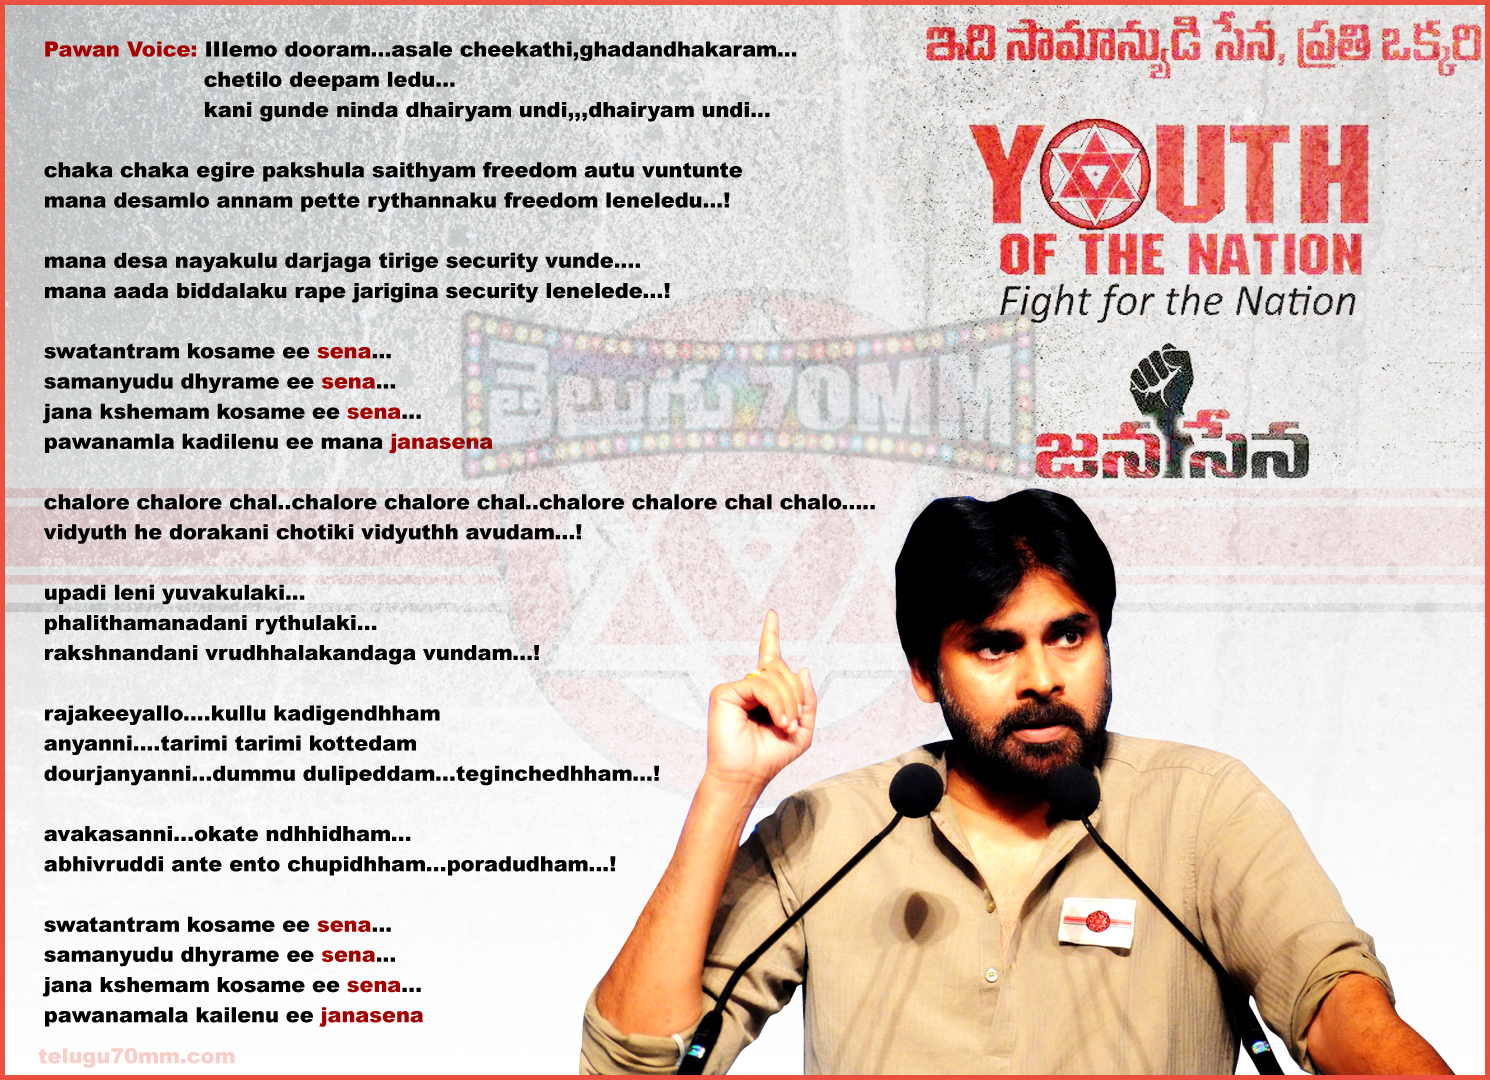 Pawan Voice: IIIemo dooram...asale cheekathi,ghadandhakaram...
chetilo deepam ledu...
kani gunde ninda dhairyam undi,,,dhairyam undi...
chaka chaka egire pakshula saithyam freedom autu vuntunte
mana desamlo annam pette rythannaku freedom leneledu...!
mana desa nayakulu darjaga tirige security vunde....
mana aada biddalaku rape jarigina security lenelede...!
swatantram kosame ee sena...
samanyudu dhyrame ee sena...
jana kshemam kosame ee sena...
pawanamla kadilenu ee mana janasena
chalore chalore chal..chalore chalore chal..chalore chalore chal chalo.....
vidyuth he dorakani chotiki vidyuthh avudam...!
upadi leni yuvakulaki...
phalithamanadani rythulaki...
rakshnandani vrudhhalakandaga vundam...!
rajakeeyallo....kullu kadigendhham
anyanni....tarimi tarimi kottedam
dourjanyanni...dummu dulipeddam...teginchedhham...!
avakasanni...okate ndhhidham...
abhivruddi ante ento chupidhham...poradudham...!
swatantram kosame ee sena...
samanyudu dhyrame ee sena...
jana kshemam kosame ee sena...
pawanamala kailenu ee janasena
telugu70mm.com
ఇది సామాన్యుడి సేన, ప్రతి ఒక్కరి
YOUTH
OF THE NATION
Fight for the Nation
జనసేన
తెలుగు 70MM